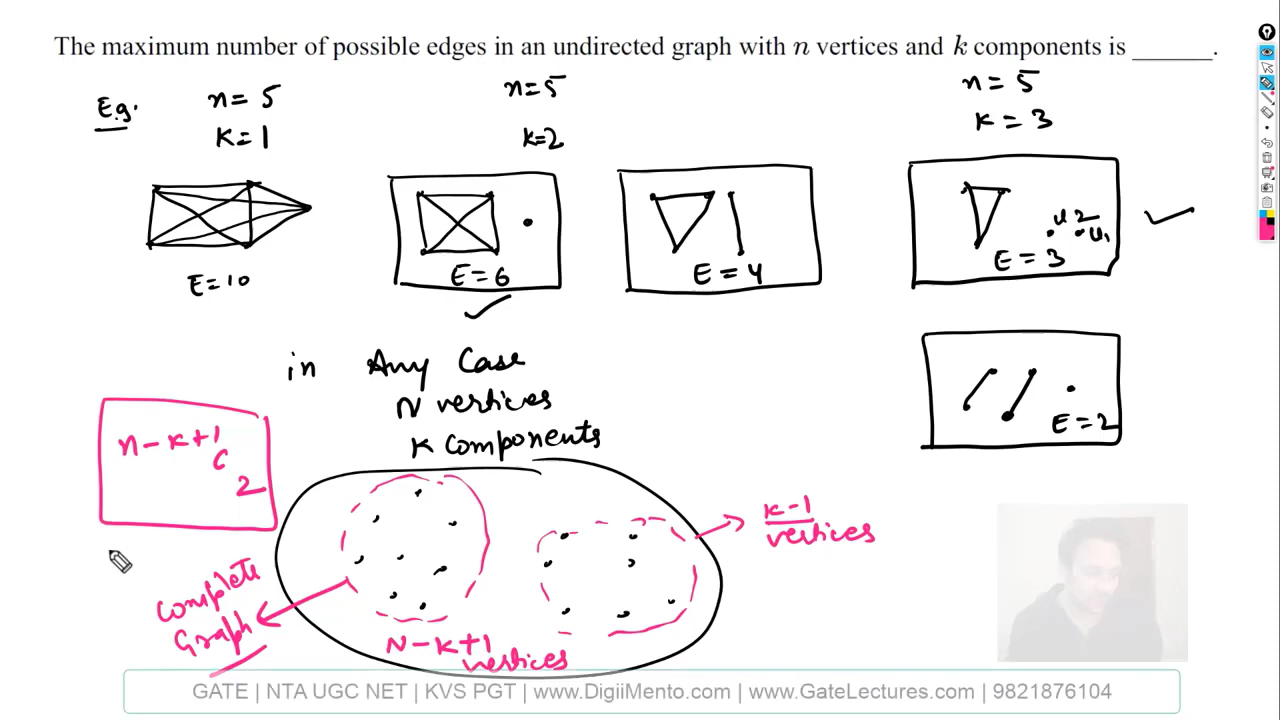 The maximum number of possible edges in an undirected graph with n vertices and k components is _______ .
E.g.
n = 5
K = 1
E = 10
n = 5
k = 2
E = 6
E = 4
n = 5
k = 3
E = 3
E = 2
in Any Case
N vertices
k components
n - k + 1
C
2
k-1
vertices
Complete
Graph
N - k + 1
vertices
GATE | NTA UGC NET | KVS PGT | www.DigiiMento.com | www.GateLectures.com | 9821876104